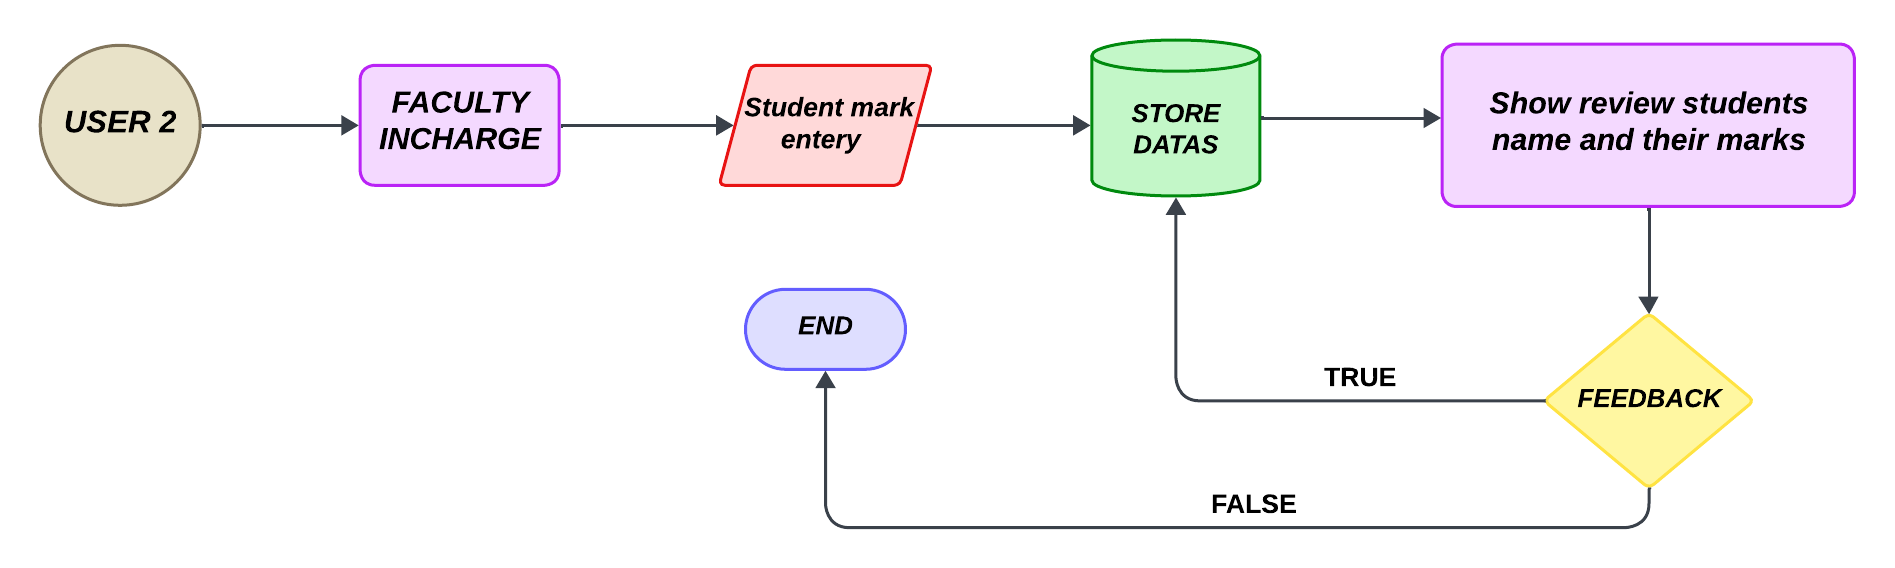 USER 2
FACULTY
INCHARGE
Student mark
entery
STORE
DATAS
Show review students
name and their marks
END
TRUE
FEEDBACK
FALSE